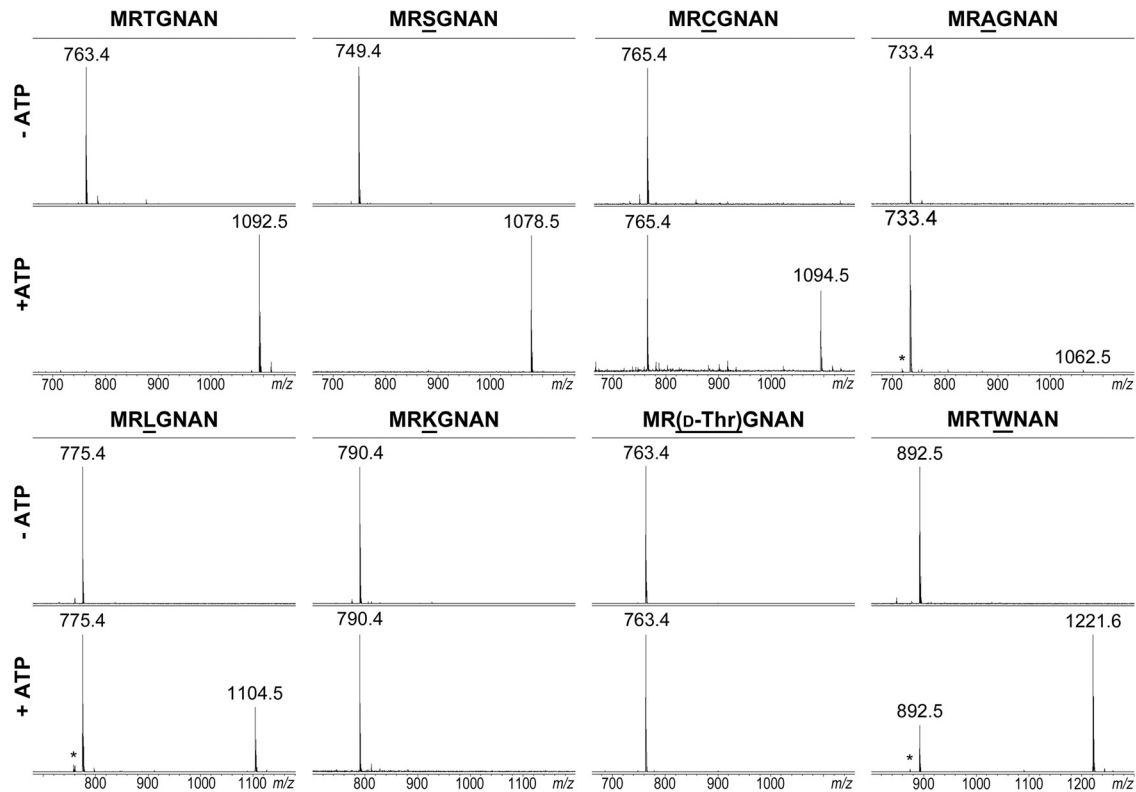 MRTGNAN MRSGNAN MRCGNAN MRAGNAN
- ATP
763.4 749.4 765.4 733.4
+ATP
1092.5 1078.5 765.4 1094.5 733.4 * 1062.5
700 800 900 1000 m/z 700 800 900 1000 m/z 700 800 900 1000 m/z 700 800 900 1000 m/z
MRLGNAN MRKGNAN MR(D-Thr)GNAN MRTWNAN
- ATP
775.4 790.4 763.4 892.5
+ ATP
* 775.4 1104.5 790.4 763.4 * 892.5 1221.6
800 900 1000 1100 m/z 800 900 1000 1100 m/z 700 800 900 1000 m/z 900 1000 1100 1200 m/z